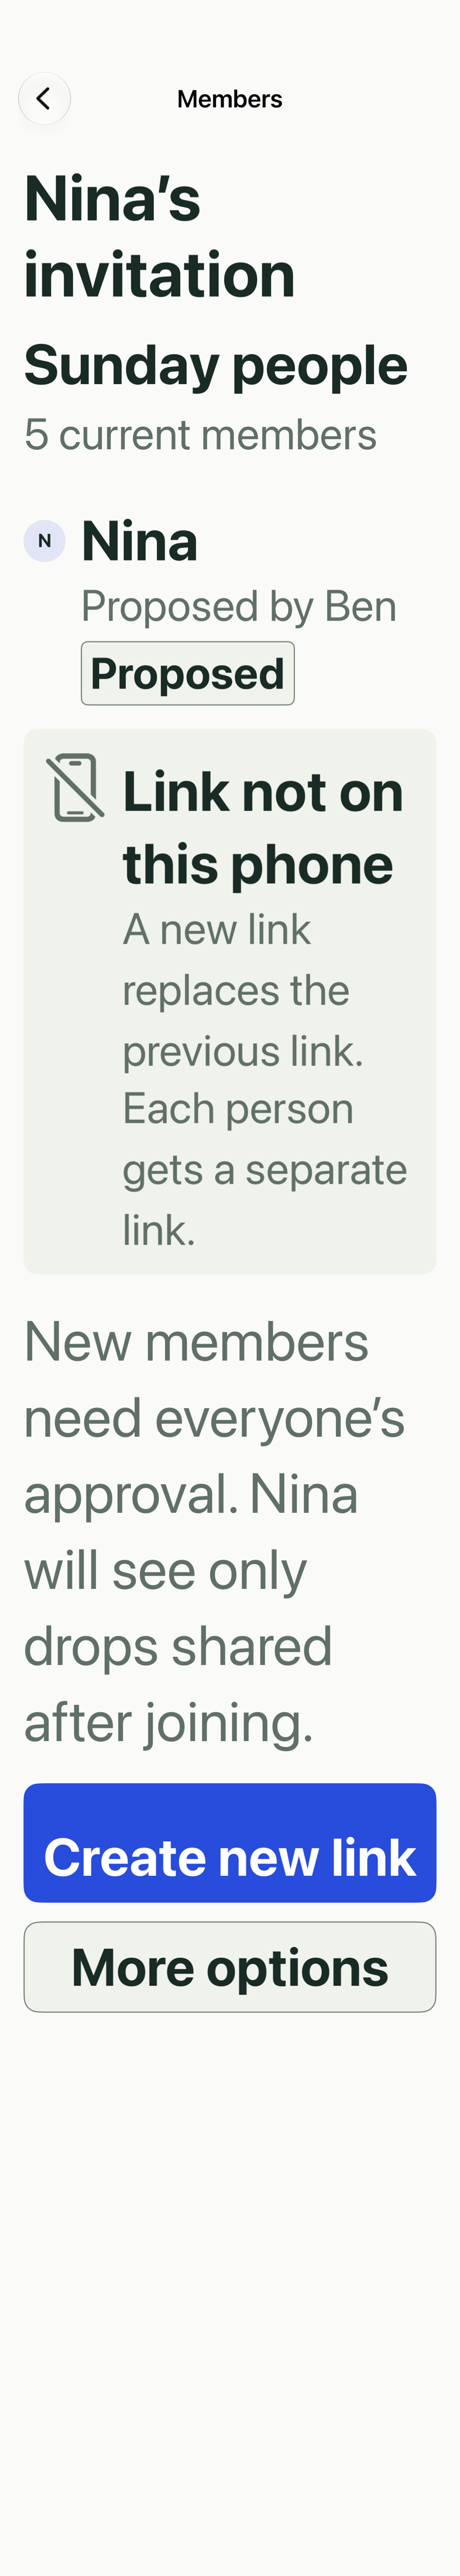 Members
Nina’s
invitation
Sunday people
5 current members
N
Nina
Proposed by Ben
Proposed
Link not on
this phone
A new link
replaces the
previous link.
Each person
gets a separate
link.
New members
need everyone’s
approval. Nina
will see only
drops shared
after joining.
Create new link
More options